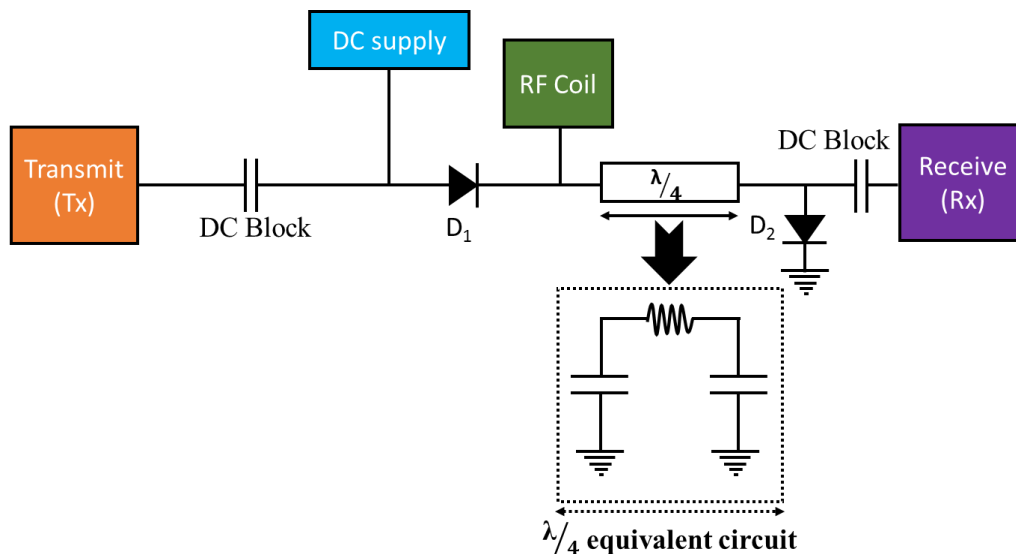 DC supply
RF Coil
Transmit
(Tx)
DC Block
D₁
λ/4
D₂
DC Block
Receive
(Rx)
λ/4 equivalent circuit